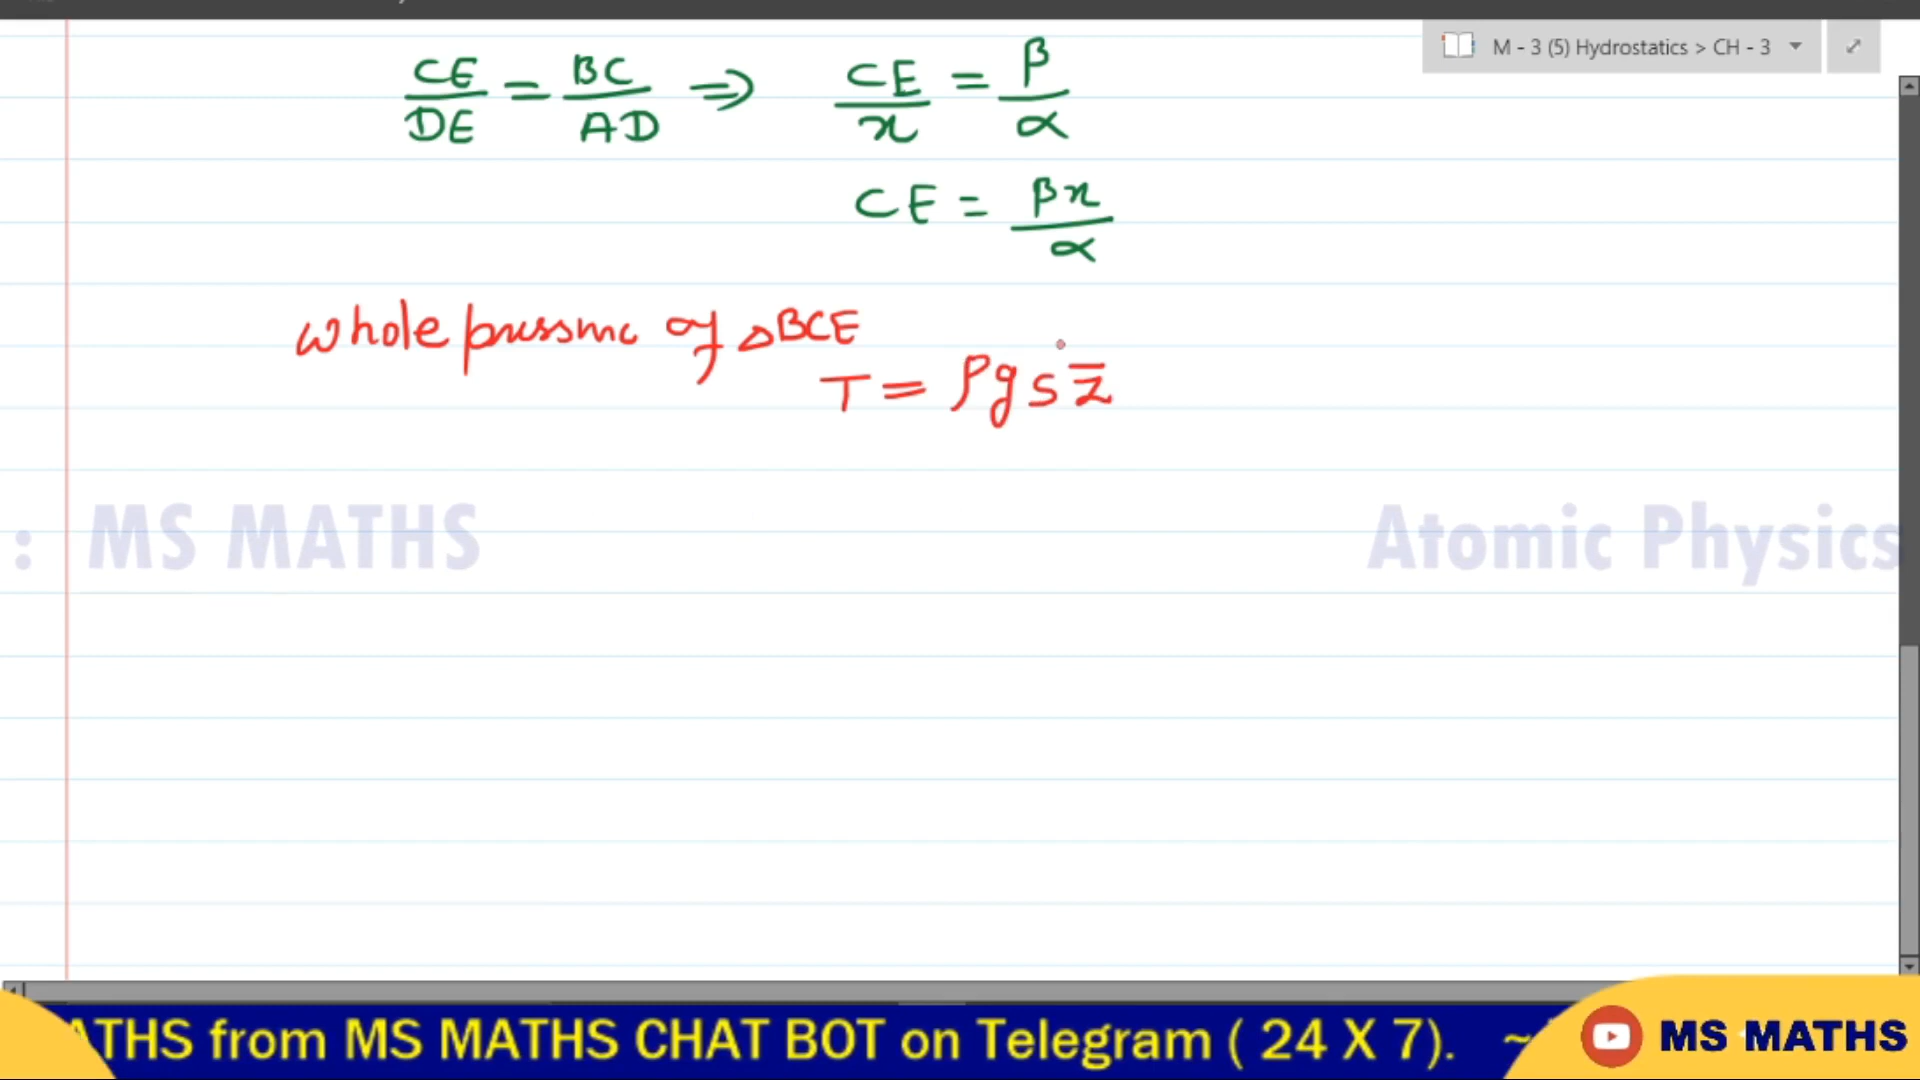 M - 3 (5) Hydrostatics > CH - 3
CE/DE = BC/AD ⇒ CE/x = β/α
CE = βx/α
whole pressure of △BCE
T = ρgsz̄
: MS MATHS Atomic Physics
ATHS from MS MATHS CHAT BOT on Telegram ( 24 X 7). ~
MS MATHS